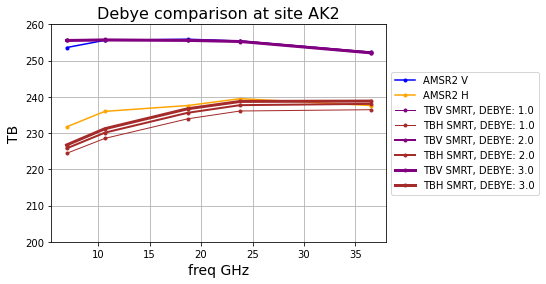 Debye comparison at site AK2
260
250
240
230
220
210
200
TB
10
15
20
25
30
35
freq GHz
AMSR2 V
AMSR2 H
TBV SMRT, DEBYE: 1.0
TBH SMRT, DEBYE: 1.0
TBV SMRT, DEBYE: 2.0
TBH SMRT, DEBYE: 2.0
TBV SMRT, DEBYE: 3.0
TBH SMRT, DEBYE: 3.0